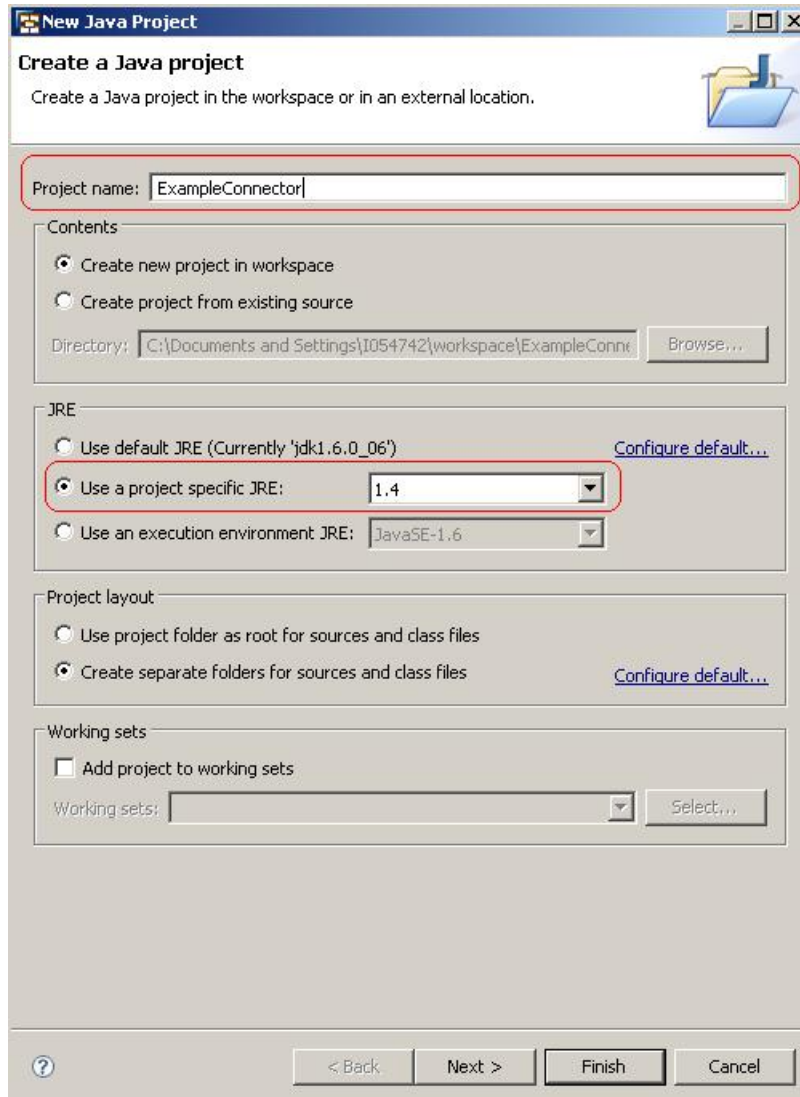 New Java Project
Create a Java project
Create a Java project in the workspace or in an external location.
Project name: ExampleConnector
Contents
Create new project in workspace
Create project from existing source
Directory: C:\Documents and Settings\I054742\workspace\ExampleConne Browse...
JRE
Use default JRE (Currently 'jdk1.6.0_06') Configure default...
Use a project specific JRE: 1.4
Use an execution environment JRE: JavaSE-1.6
Project layout
Use project folder as root for sources and class files
Create separate folders for sources and class files Configure default...
Working sets
Add project to working sets
Working sets: Select...
? < Back Next > Finish Cancel